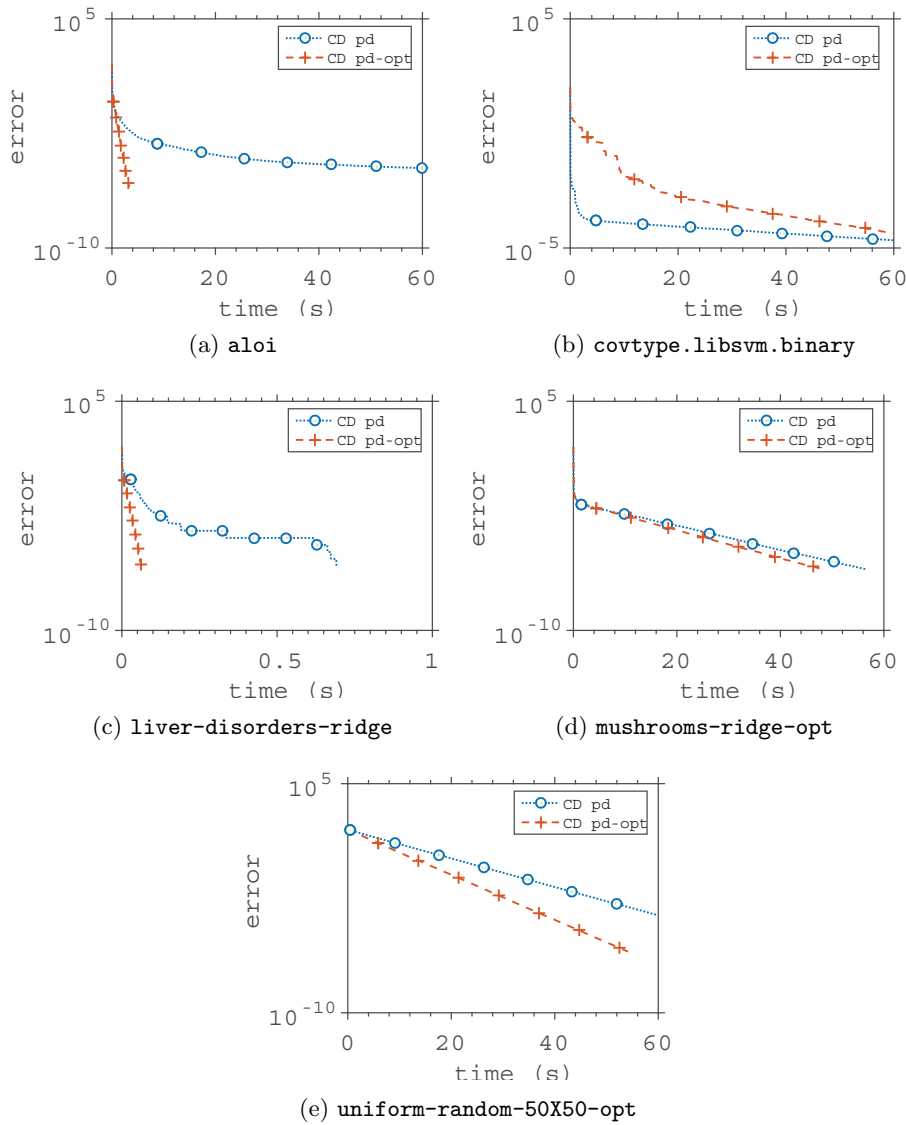 10^5
CD pd
CD pd-opt
error
10^-10
0 20 40 60
time (s)
(a) aloi
10^5
CD pd
CD pd-opt
error
10^-5
0 20 40 60
time (s)
(b) covtype.libsvm.binary
10^5
CD pd
CD pd-opt
error
10^-10
0 0.5 1
time (s)
(c) liver-disorders-ridge
10^5
CD pd
CD pd-opt
error
10^-10
0 20 40 60
time (s)
(d) mushrooms-ridge-opt
10^5
CD pd
CD pd-opt
error
10^-10
0 20 40 60
time (s)
(e) uniform-random-50X50-opt